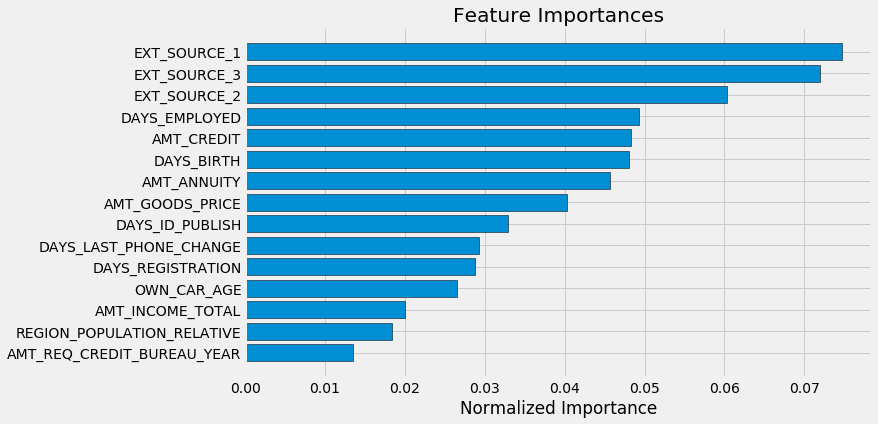 Feature Importances
EXT_SOURCE_1
EXT_SOURCE_3
EXT_SOURCE_2
DAYS_EMPLOYED
AMT_CREDIT
DAYS_BIRTH
AMT_ANNUITY
AMT_GOODS_PRICE
DAYS_ID_PUBLISH
DAYS_LAST_PHONE_CHANGE
DAYS_REGISTRATION
OWN_CAR_AGE
AMT_INCOME_TOTAL
REGION_POPULATION_RELATIVE
AMT_REQ_CREDIT_BUREAU_YEAR
0.00 0.01 0.02 0.03 0.04 0.05 0.06 0.07
Normalized Importance